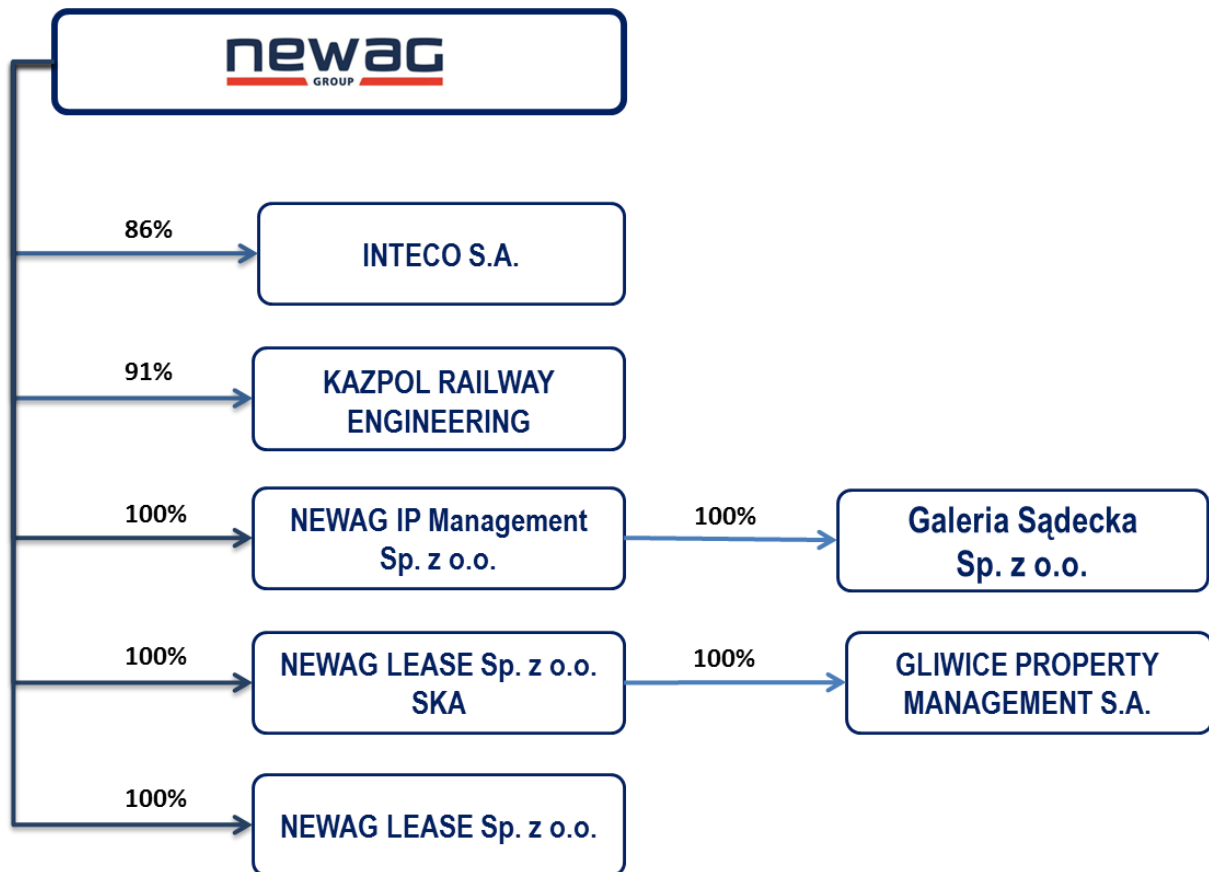 newag
GROUP
86%
INTECO S.A.
91%
KAZPOL RAILWAY
ENGINEERING
100%
NEWAG IP Management
Sp. z o.o.
100%
Galeria Sądecka
Sp. z o.o.
100%
NEWAG LEASE Sp. z o.o.
SKA
100%
GLIWICE PROPERTY
MANAGEMENT S.A.
100%
NEWAG LEASE Sp. z o.o.